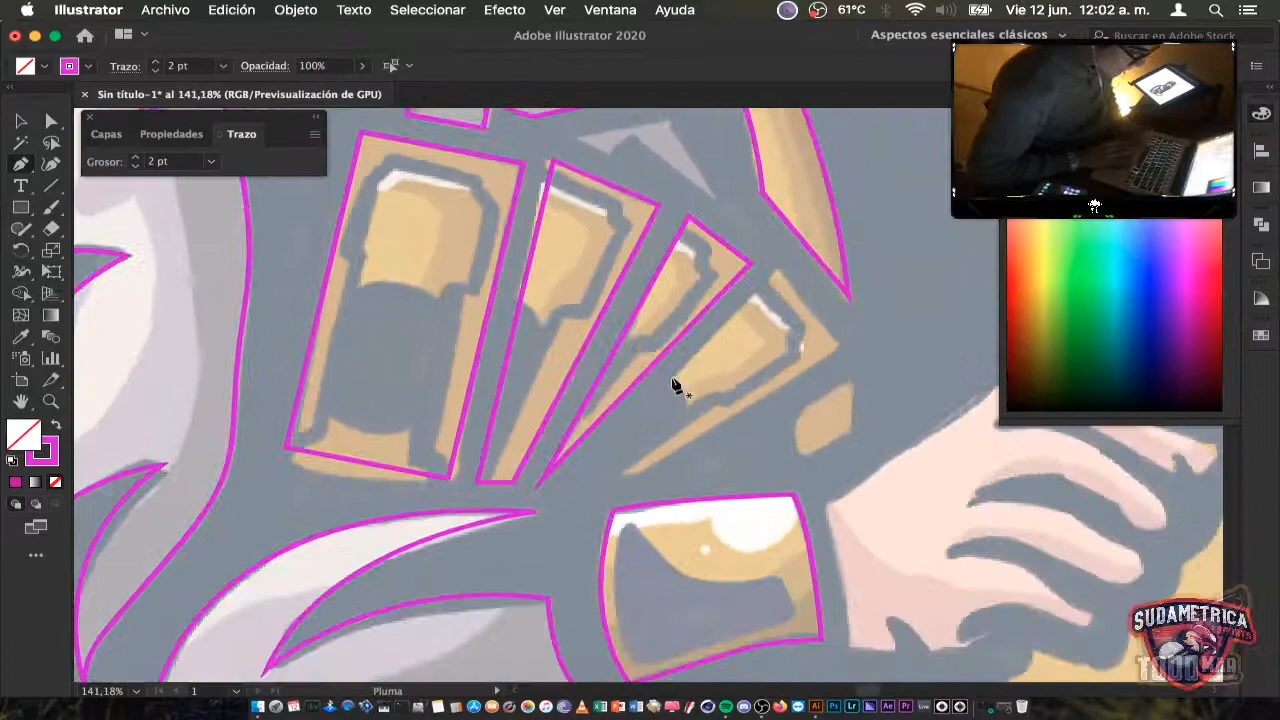 Illustrator Archivo Edición Objeto Texto Seleccionar Efecto Ver Ventana Ayuda 61°C Vie 12 jun. 12:02 a. m.
Adobe Illustrator 2020 Aspectos esenciales clásicos Buscar en Adobe Stock
Trazo: 2 pt Opacidad: 100%
× Sin título-1* al 141,18% (RGB/Previsualización de GPU)
Capas Propiedades Trazo
Grosor: 2 pt
SUDAMETRICA
ESPORTS
141,18% 1 Pluma